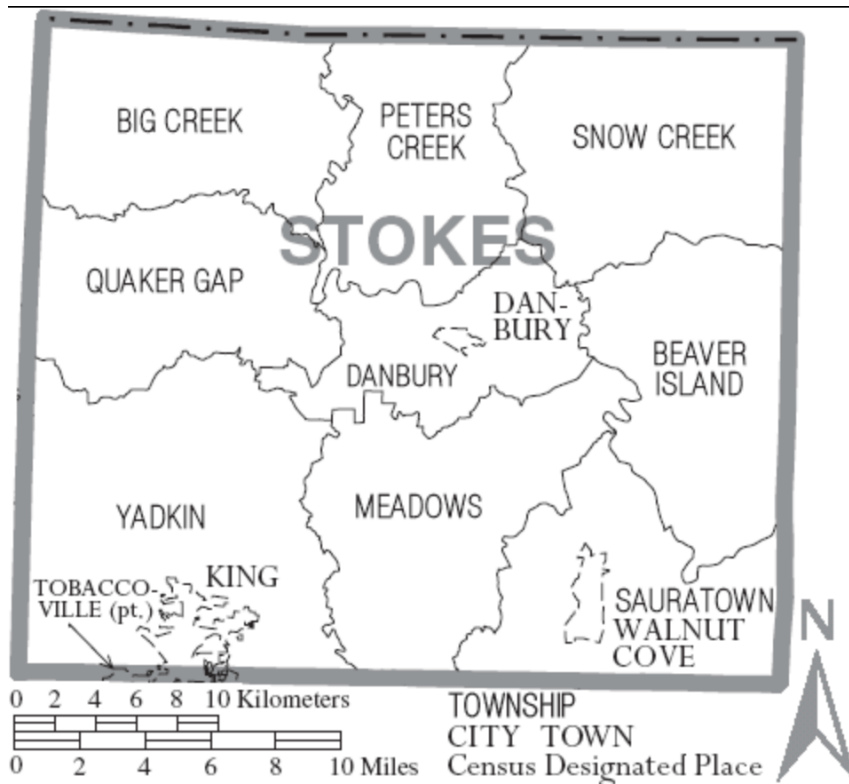 BIG CREEK
PETERS
CREEK
SNOW CREEK
STOKES
QUAKER GAP
DAN-
BURY
BEAVER
ISLAND
DANBURY
YADKIN
MEADOWS
KING
TOBACCO-
VILLE (pt.)
SAURATOWN
WALNUT
COVE
N
0 2 4 6 8 10 Kilometers
0 2 4 6 8 10 Miles
TOWNSHIP
CITY TOWN
Census Designated Place